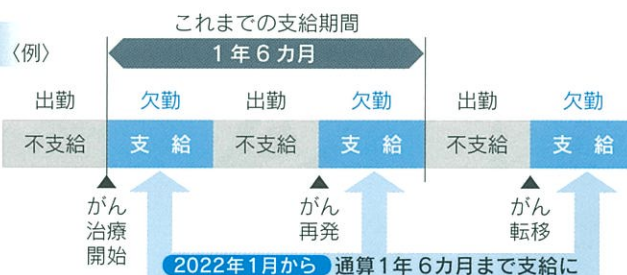 これまでの支給期間
〈例〉
1年6カ月
出勤 欠勤 出勤 欠勤 出勤 欠勤
不支給 支 給 不支給 支 給 不支給 支 給
がん治療開始
がん再発
がん転移
2022年1月から 通算1年6カ月まで支給に